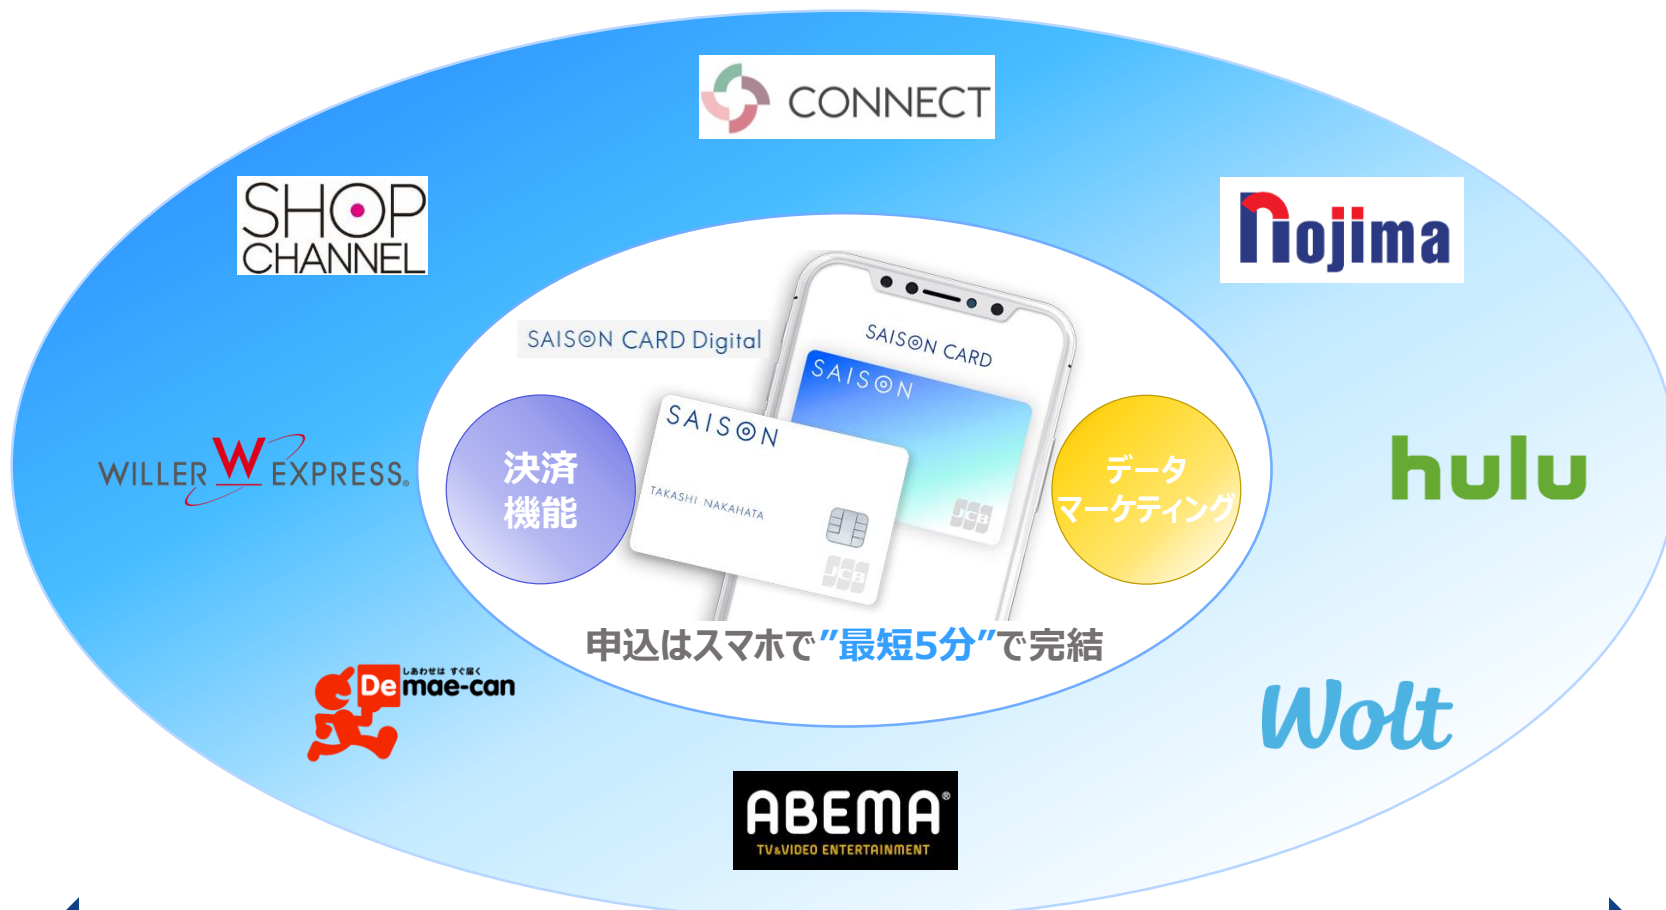 CONNECT
SHOP
CHANNEL
nojima
SAISON CARD Digital
SAISON CARD
SAISON
SAISON
TAKASHI NAKAHATA
JCB
JCB
決済
機能
データ
マーケティング
WILLER EXPRESS®
W
hulu
申込はスマホで”最短5分”で完結
しあわせは すぐ届く
Demae-can
Wolt
ABEMA®
TV&VIDEO ENTERTAINMENT